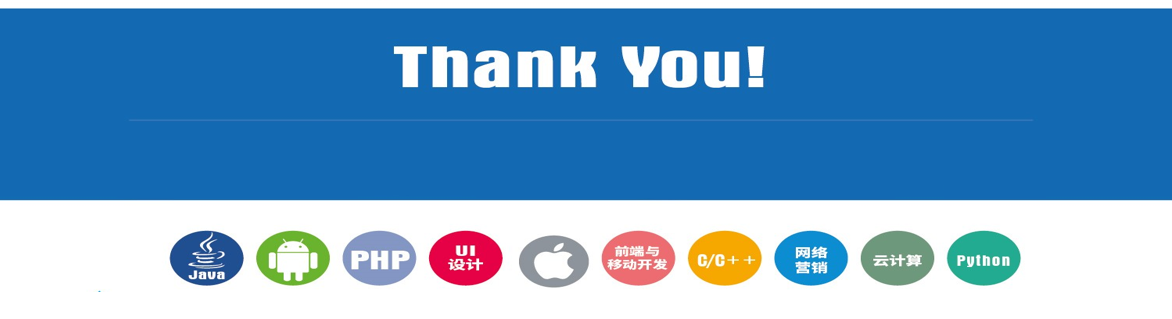 Thank You!
Java
PHP
UI
设计
前端与
移动开发
C/C++
网络
营销
云计算
Python